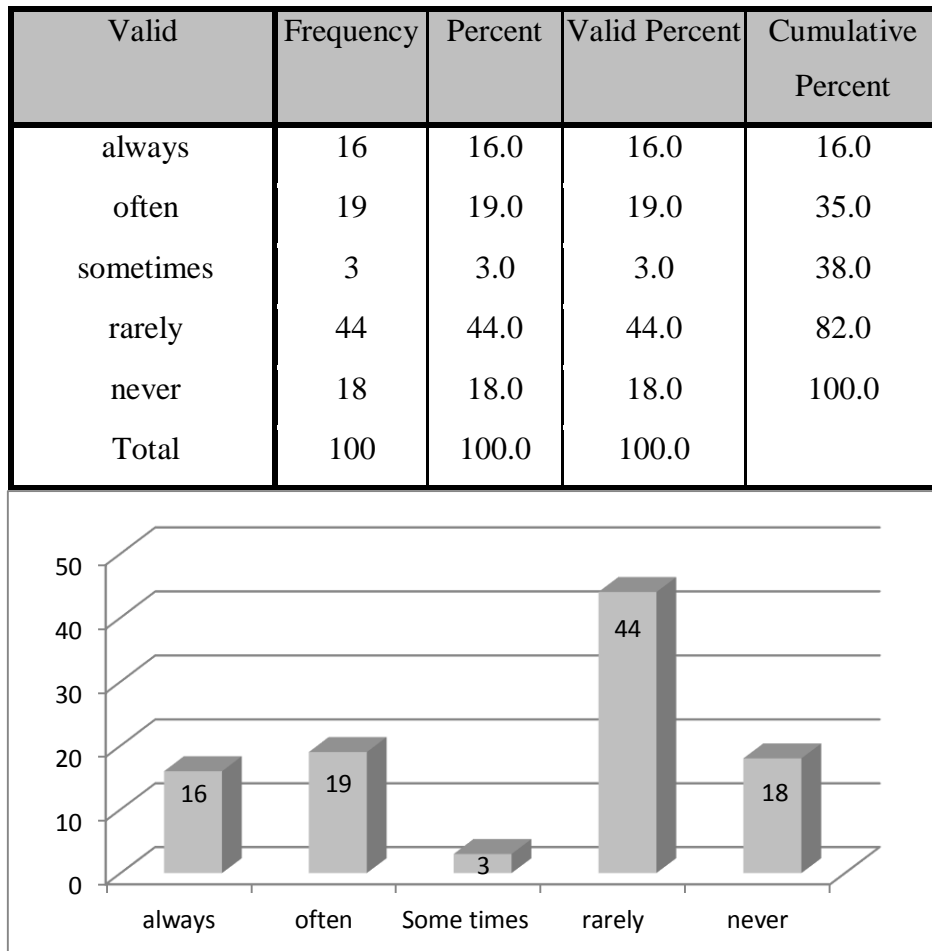 Valid Frequency Percent Valid Percent Cumulative
Percent
always 16 16.0 16.0 16.0
often 19 19.0 19.0 35.0
sometimes 3 3.0 3.0 38.0
rarely 44 44.0 44.0 82.0
never 18 18.0 18.0 100.0
Total 100 100.0 100.0
50
40
30
20
10
0
16
19
3
44
18
always often Some times rarely never